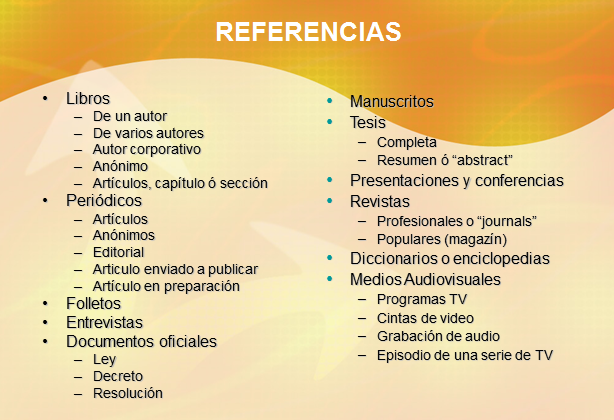 REFERENCIAS
• Libros
– De un autor
– De varios autores
– Autor corporativo
– Anónimo
– Artículos, capítulo ó sección
• Periódicos
– Artículos
– Anónimos
– Editorial
– Articulo enviado a publicar
– Artículo en preparación
• Folletos
• Entrevistas
• Documentos oficiales
– Ley
– Decreto
– Resolución
• Manuscritos
• Tesis
– Completa
– Resumen ó “abstract”
• Presentaciones y conferencias
• Revistas
– Profesionales o “journals”
– Populares (magazín)
• Diccionarios o enciclopedias
• Medios Audiovisuales
– Programas TV
– Cintas de video
– Grabación de audio
– Episodio de una serie de TV